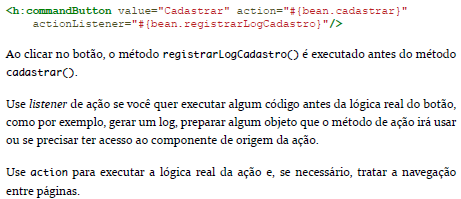 <h:commandButton value="Cadastrar" action="#{bean.cadastrar}"
actionListener="#{bean.registrarLogCadastro}"/>
Ao clicar no botão, o método registrarLogCadastro() é executado antes do método
cadastrar().
Use listener de ação se você quer executar algum código antes da lógica real do botão,
como por exemplo, gerar um log, preparar algum objeto que o método de ação irá usar
ou se precisar ter acesso ao componente de origem da ação.
Use action para executar a lógica real da ação e, se necessário, tratar a navegação
entre páginas.